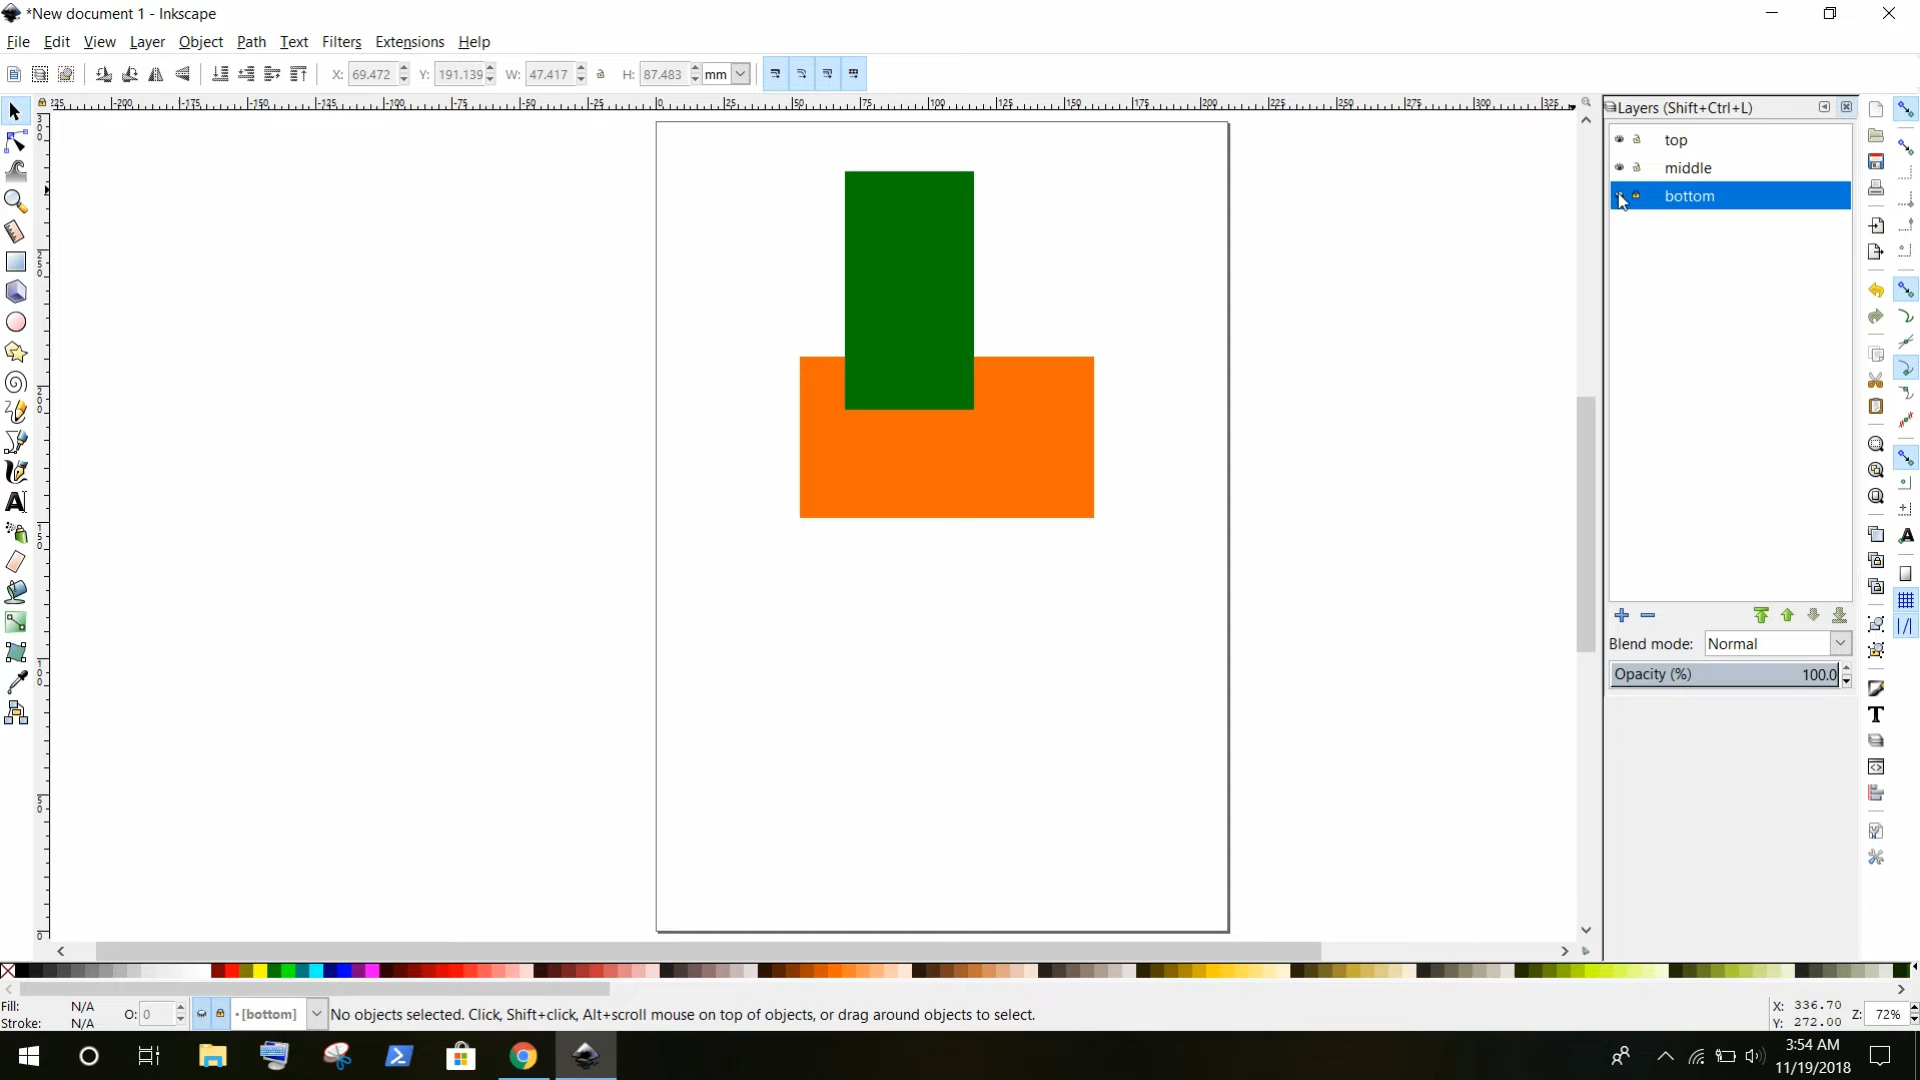 *New document 1 - Inkscape
File Edit View Layer Object Path Text Filters Extensions Help
X: 69.472 Y: 191.139 W: 47.417 H: 87.483 mm
Layers (Shift+Ctrl+L)
top
middle
bottom
Blend mode: Normal
Opacity (%) 100.0
Fill: N/A
Stroke: N/A
O: 0
[bottom]
No objects selected. Click, Shift+click, Alt+scroll mouse on top of objects, or drag around objects to select.
X: 336.70
Y: 272.00
Z: 72%
3:54 AM
11/19/2018